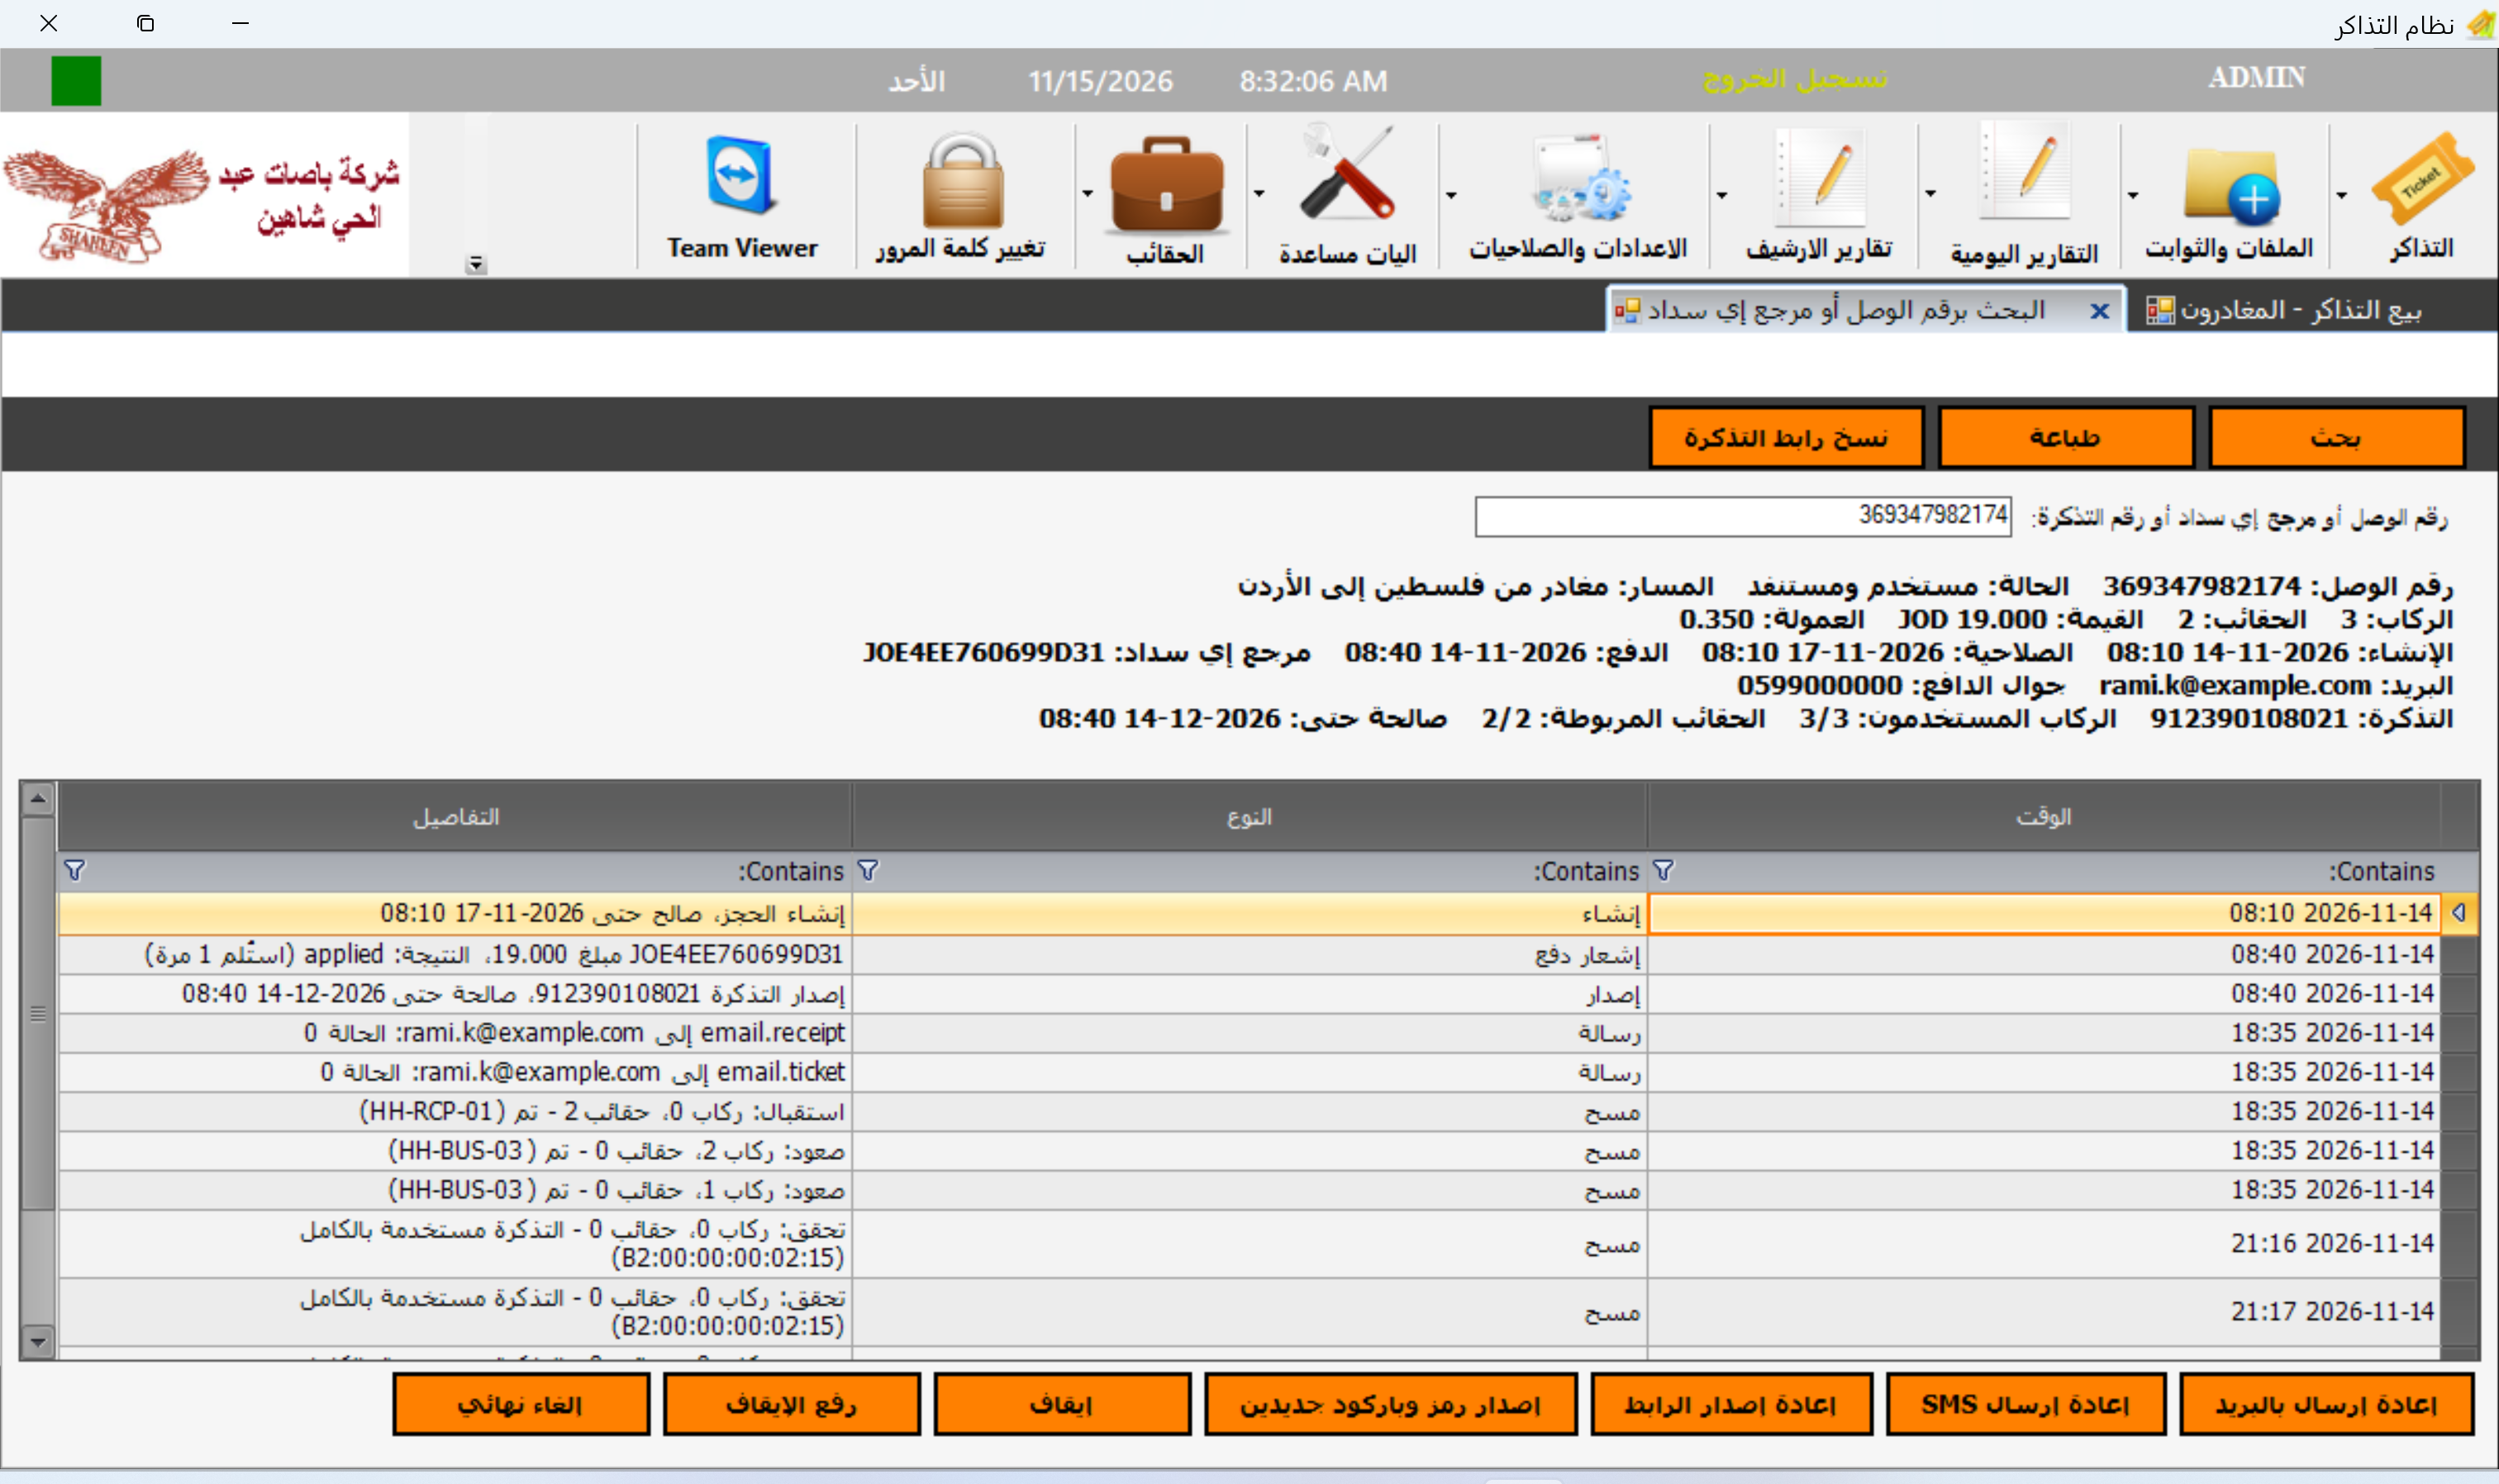 نظام التذاكر
ADMIN تسجيل الخروج 8:32:06 AM 11/15/2026 الأحد
Ticket
التذاكر الملفات والثوابت التقارير اليومية تقارير الارشيف الاعدادات والصلاحيات اليات مساعدة الحقائب تغيير كلمة المرور Team Viewer
شركة باصات عبد
الحي شاهين
SHAHEEN
بيع التذاكر - المغادرون البحث برقم الوصل أو مرجع إي سداد
بحث طباعة نسخ رابط التذكرة
رقم الوصل أو مرجع إي سداد أو رقم التذكرة: 369347982174
رقم الوصل: 369347982174 الحالة: مستخدم ومستنفد المسار: مغادر من فلسطين إلى الأردن
الركاب: 3 الحقائب: 2 القيمة: 19.000 JOD العمولة: 0.350
الإنشاء: 2026-11-14 08:10 الصلاحية: 2026-11-17 08:10 الدفع: 2026-11-14 08:40 مرجع إي سداد: JOE4EE760699D31
البريد: rami.k@example.com جوال الدافع: 0599000000
التذكرة: 912390108021 الركاب المستخدمون: 3/3 الحقائب المربوطة: 2/2 صالحة حتى: 2026-12-14 08:40
الوقت النوع التفاصيل
Contains: Contains: Contains:
2026-11-14 08:10 إنشاء إنشاء الحجز، صالح حتى 2026-11-17 08:10
2026-11-14 08:40 إشعار دفع JOE4EE760699D31 مبلغ 19.000، النتيجة: applied (استُلم 1 مرة)
2026-11-14 08:40 إصدار إصدار التذكرة 912390108021، صالحة حتى 2026-12-14 08:40
2026-11-14 18:35 رسالة email.receipt إلى rami.k@example.com: الحالة 0
2026-11-14 18:35 رسالة email.ticket إلى rami.k@example.com: الحالة 0
2026-11-14 18:35 مسح استقبال: ركاب 0، حقائب 2 - تم (HH-RCP-01)
2026-11-14 18:35 مسح صعود: ركاب 2، حقائب 0 - تم (HH-BUS-03)
2026-11-14 18:35 مسح صعود: ركاب 1، حقائب 0 - تم (HH-BUS-03)
2026-11-14 21:16 مسح تحقق: ركاب 0، حقائب 0 - التذكرة مستخدمة بالكامل
(B2:00:00:00:02:15)
2026-11-14 21:17 مسح تحقق: ركاب 0، حقائب 0 - التذكرة مستخدمة بالكامل
(B2:00:00:00:02:15)
إعادة إرسال بالبريد إعادة إرسال SMS إعادة إصدار الرابط إصدار رمز وباركود جديدين إيقاف رفع الإيقاف إلغاء نهائي